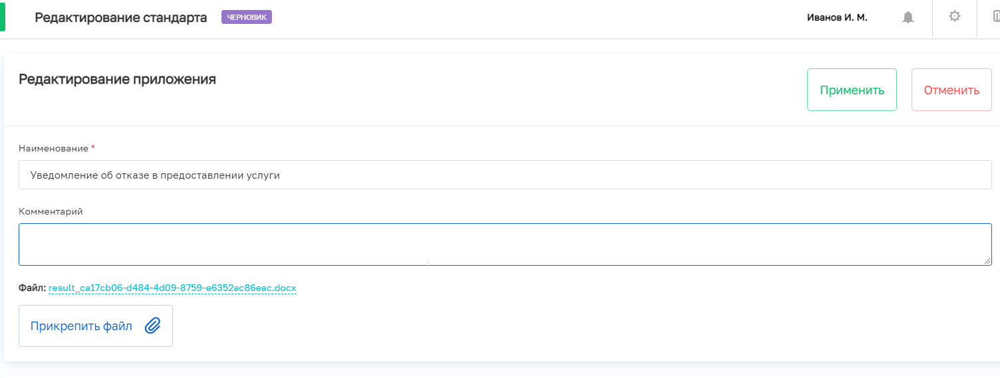 Редактирование стандарта ЧЕРНОВИК Иванов И. М.
Редактирование приложения
Применить Отменить
Наименование *
Уведомление об отказе в предоставлении услуги
Комментарий
Файл: result_ca17cb06-d484-4d09-8759-e6352ac86eac.docx
Прикрепить файл